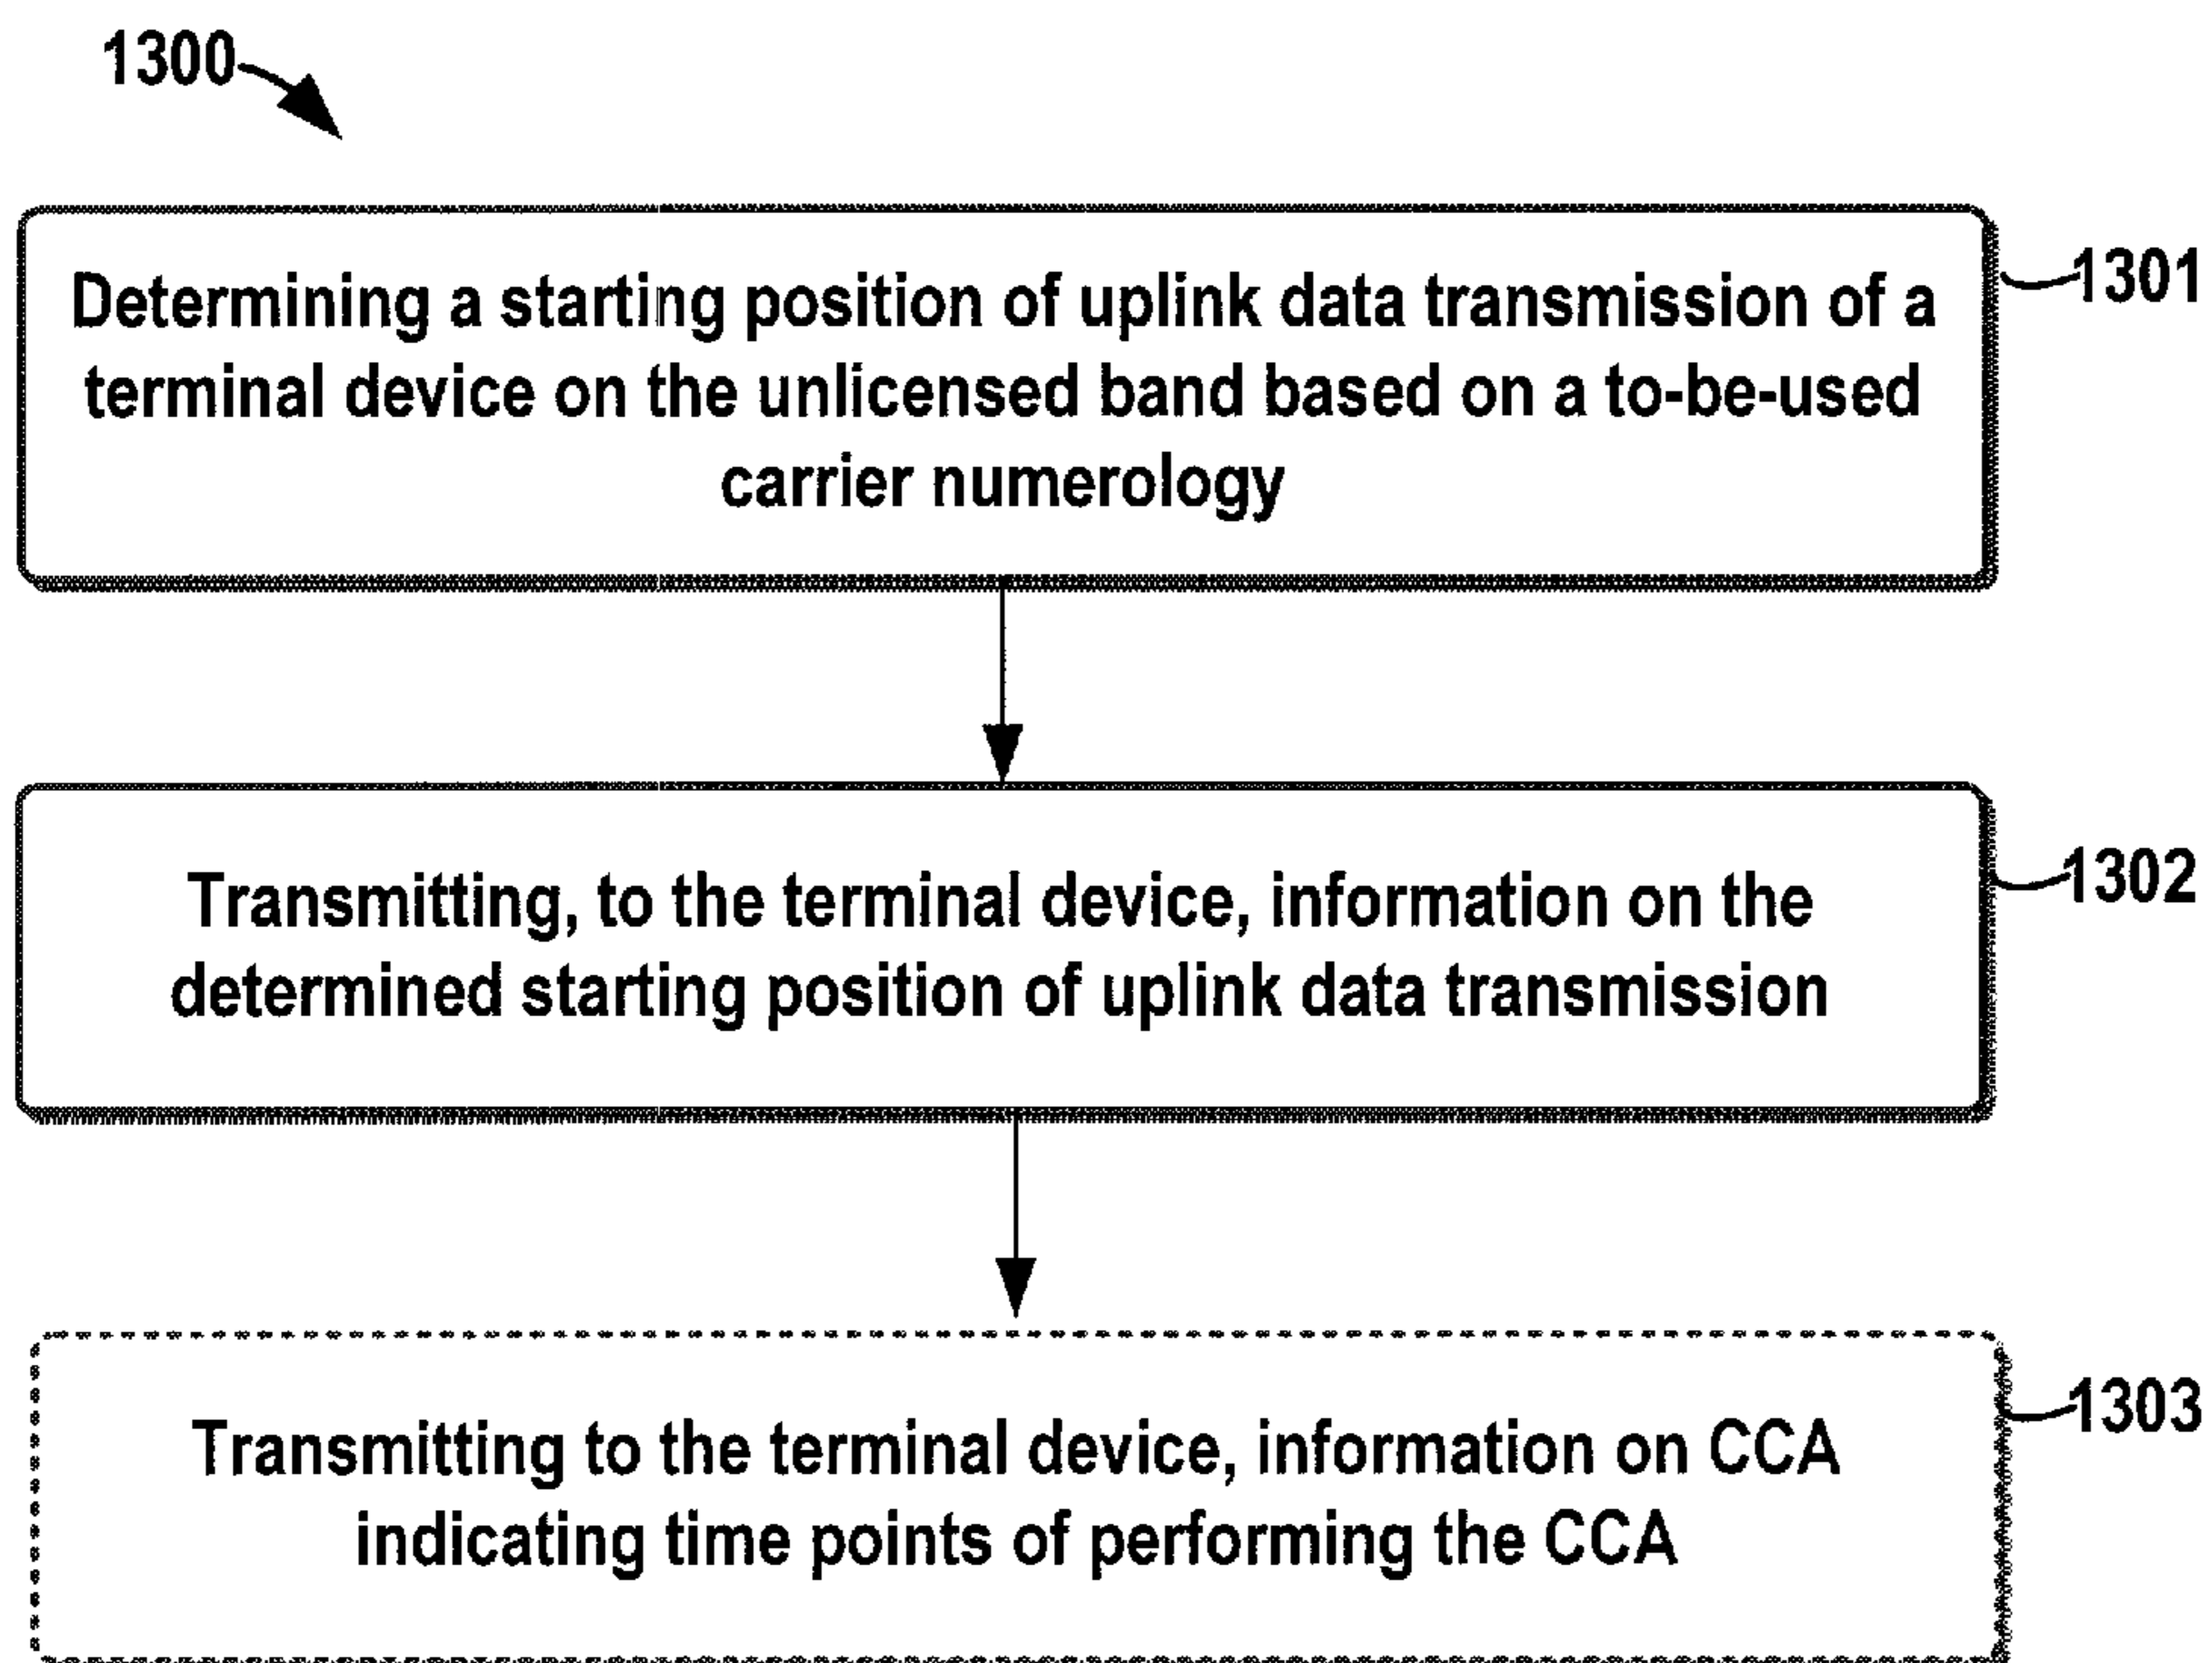 1300
Determining a starting position of uplink data transmission of a
1301
terminal device on the unlicensed band based on a to-be-used
carrier numerology
Transmitting, to the terminal device, information on the
1302
determined starting position of uplink data transmission
Transmitting to the terminal device, information on CCA
1303
indicating time points of performing the CCA